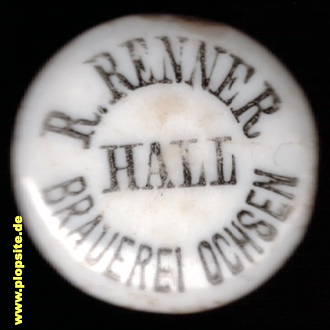 R. RENNER
HALL
BRAUEREI OCHSEN
www.plopsite.de